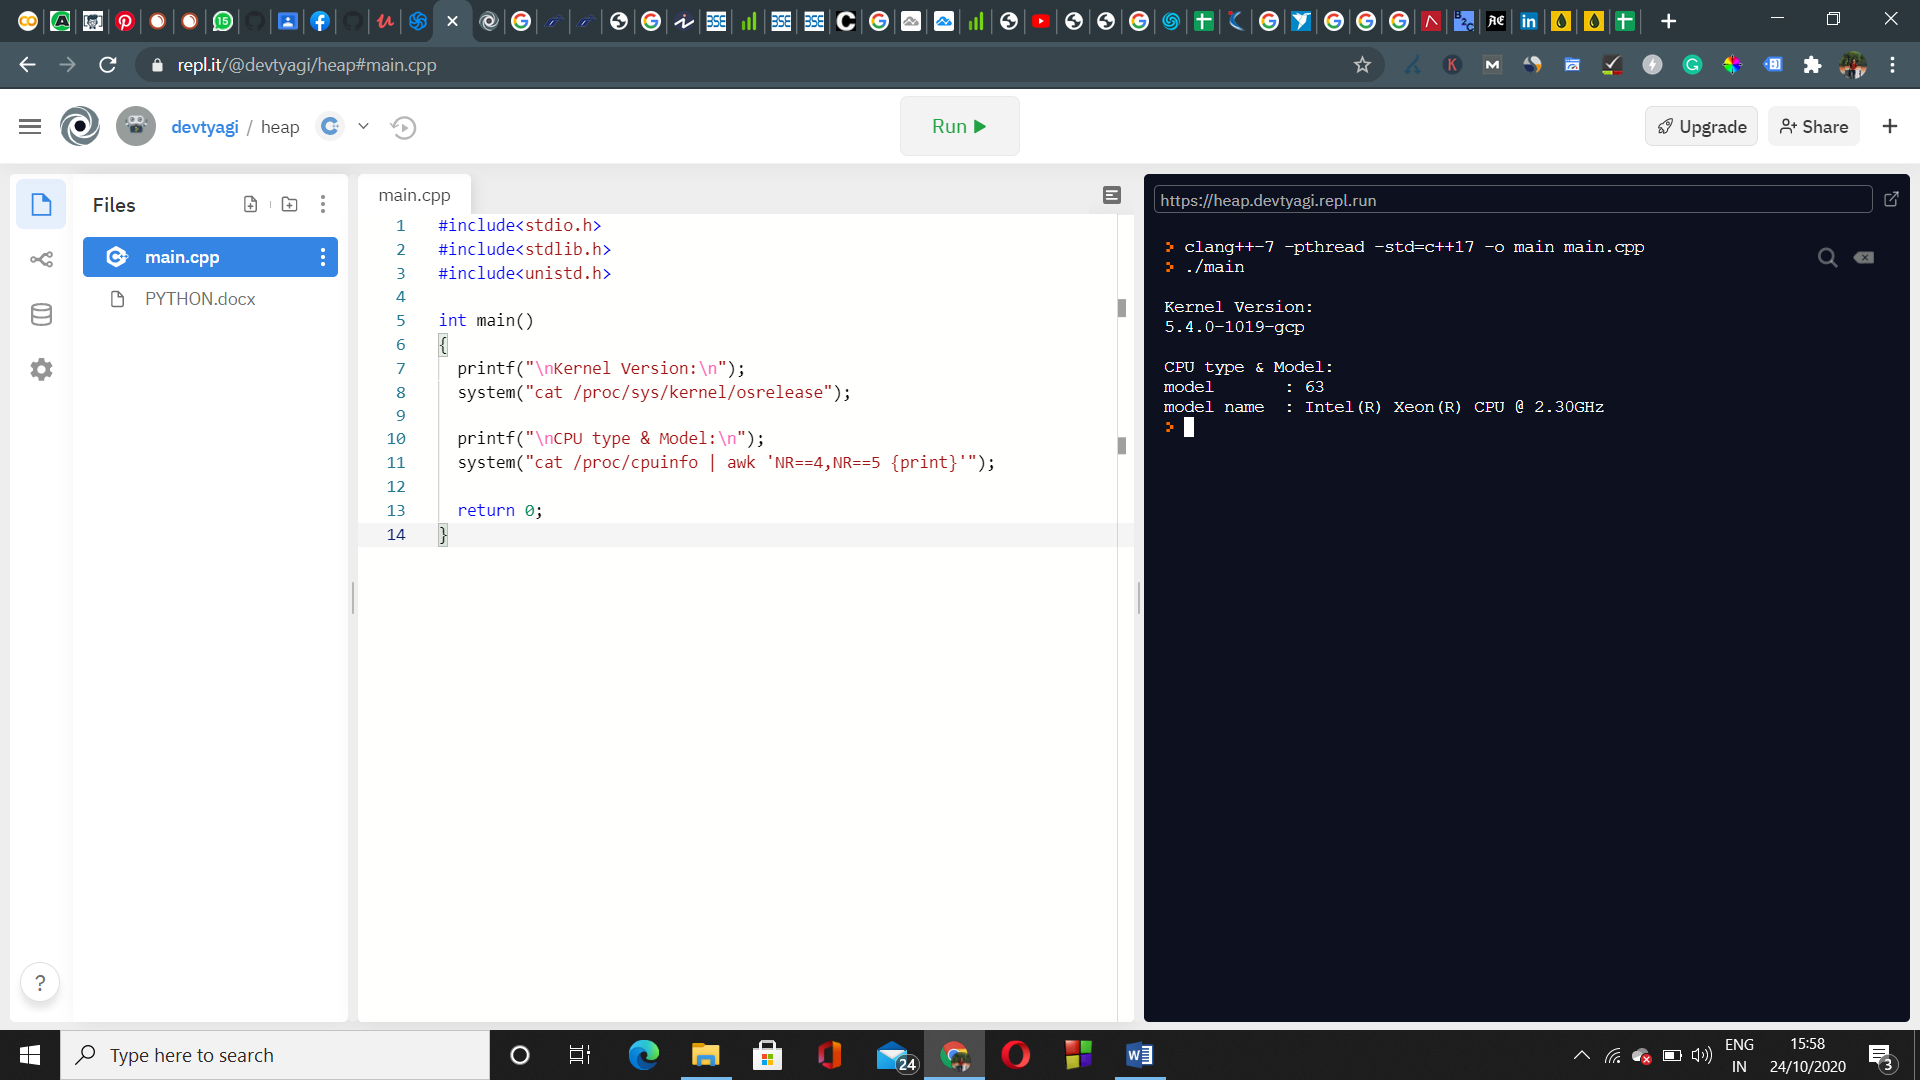 repl.it/@devtyagi/heap#main.cpp
devtyagi / heap
Run
Upgrade
Share
Files
main.cpp
PYTHON.docx
main.cpp
1 #include<stdio.h>
2 #include<stdlib.h>
3 #include<unistd.h>
4
5 int main()
6 {
7 printf("\nKernel Version:\n");
8 system("cat /proc/sys/kernel/osrelease");
9
10 printf("\nCPU type & Model:\n");
11 system("cat /proc/cpuinfo | awk 'NR==4,NR==5 {print}'");
12
13 return 0;
14 }
https://heap.devtyagi.repl.run
> clang++-7 -pthread -std=c++17 -o main main.cpp
> ./main
Kernel Version:
5.4.0-1019-gcp
CPU type & Model:
model : 63
model name : Intel(R) Xeon(R) CPU @ 2.30GHz
>
?
Type here to search
24
ENG
IN
15:58
24/10/2020
3